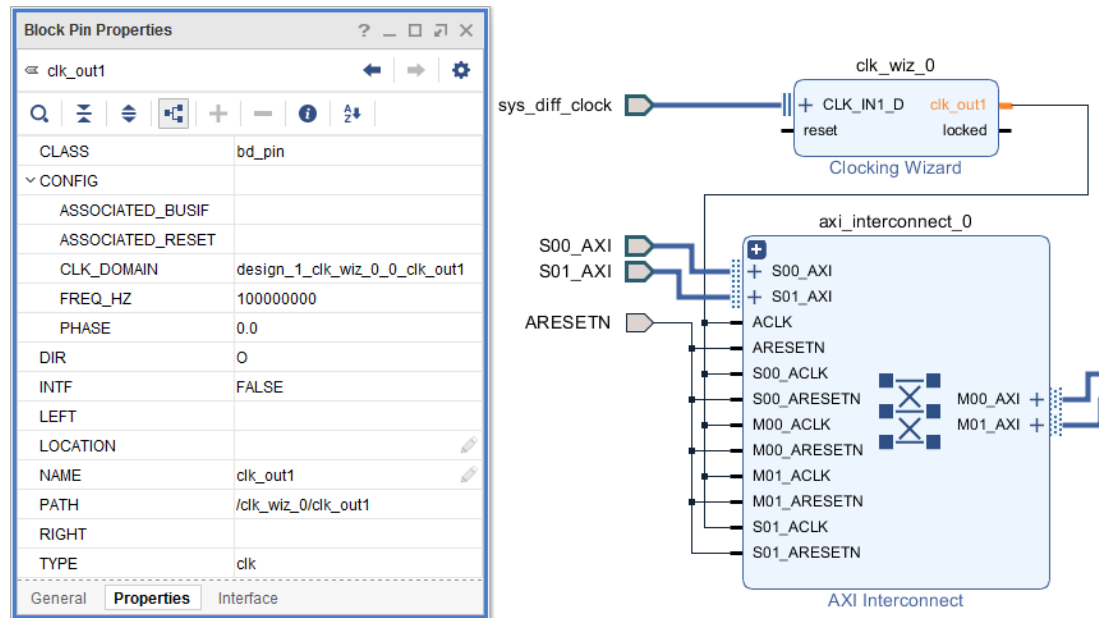 Block Pin Properties
clk_out1
CLASS bd_pin
CONFIG
ASSOCIATED_BUSIF
ASSOCIATED_RESET
CLK_DOMAIN design_1_clk_wiz_0_0_clk_out1
FREQ_HZ 100000000
PHASE 0.0
DIR O
INTF FALSE
LEFT
LOCATION
NAME clk_out1
PATH /clk_wiz_0/clk_out1
RIGHT
TYPE clk
General Properties Interface
clk_wiz_0
sys_diff_clock
CLK_IN1_D clk_out1
reset locked
Clocking Wizard
axi_interconnect_0
S00_AXI
S01_AXI
ARESETN
S00_AXI
S01_AXI
ACLK
ARESETN
S00_ACLK
S00_ARESETN M00_AXI
M00_ACLK M01_AXI
M00_ARESETN
M01_ACLK
M01_ARESETN
S01_ACLK
S01_ARESETN
AXI Interconnect